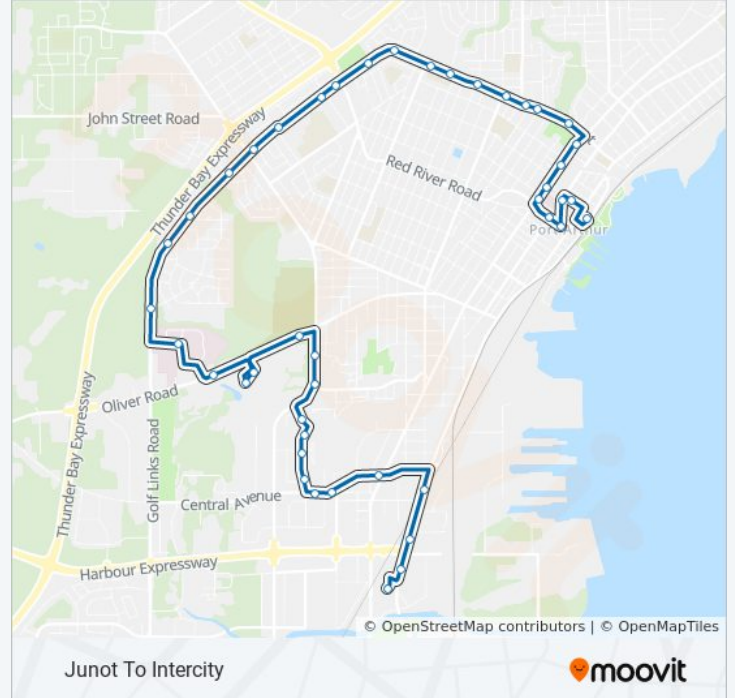 John Street Road
Thunder Bay Expressway
Red River Road
Port Arthur
Oliver Road
Thunder Bay Expressway
Golf Links Road
Central Avenue
Harbour Expressway
© OpenStreetMap contributors | © OpenMapTiles
Junot To Intercity
moovit